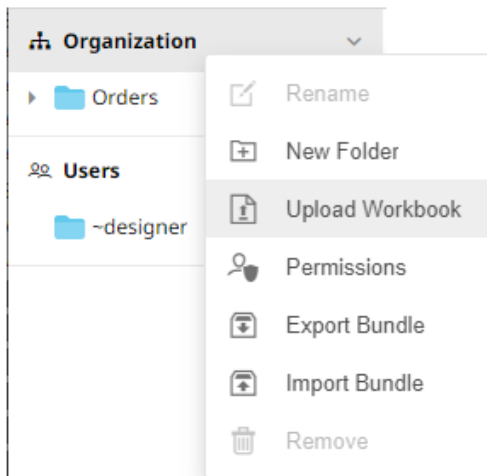 Organization
Orders
Users
~designer
Rename
New Folder
Upload Workbook
Permissions
Export Bundle
Import Bundle
Remove